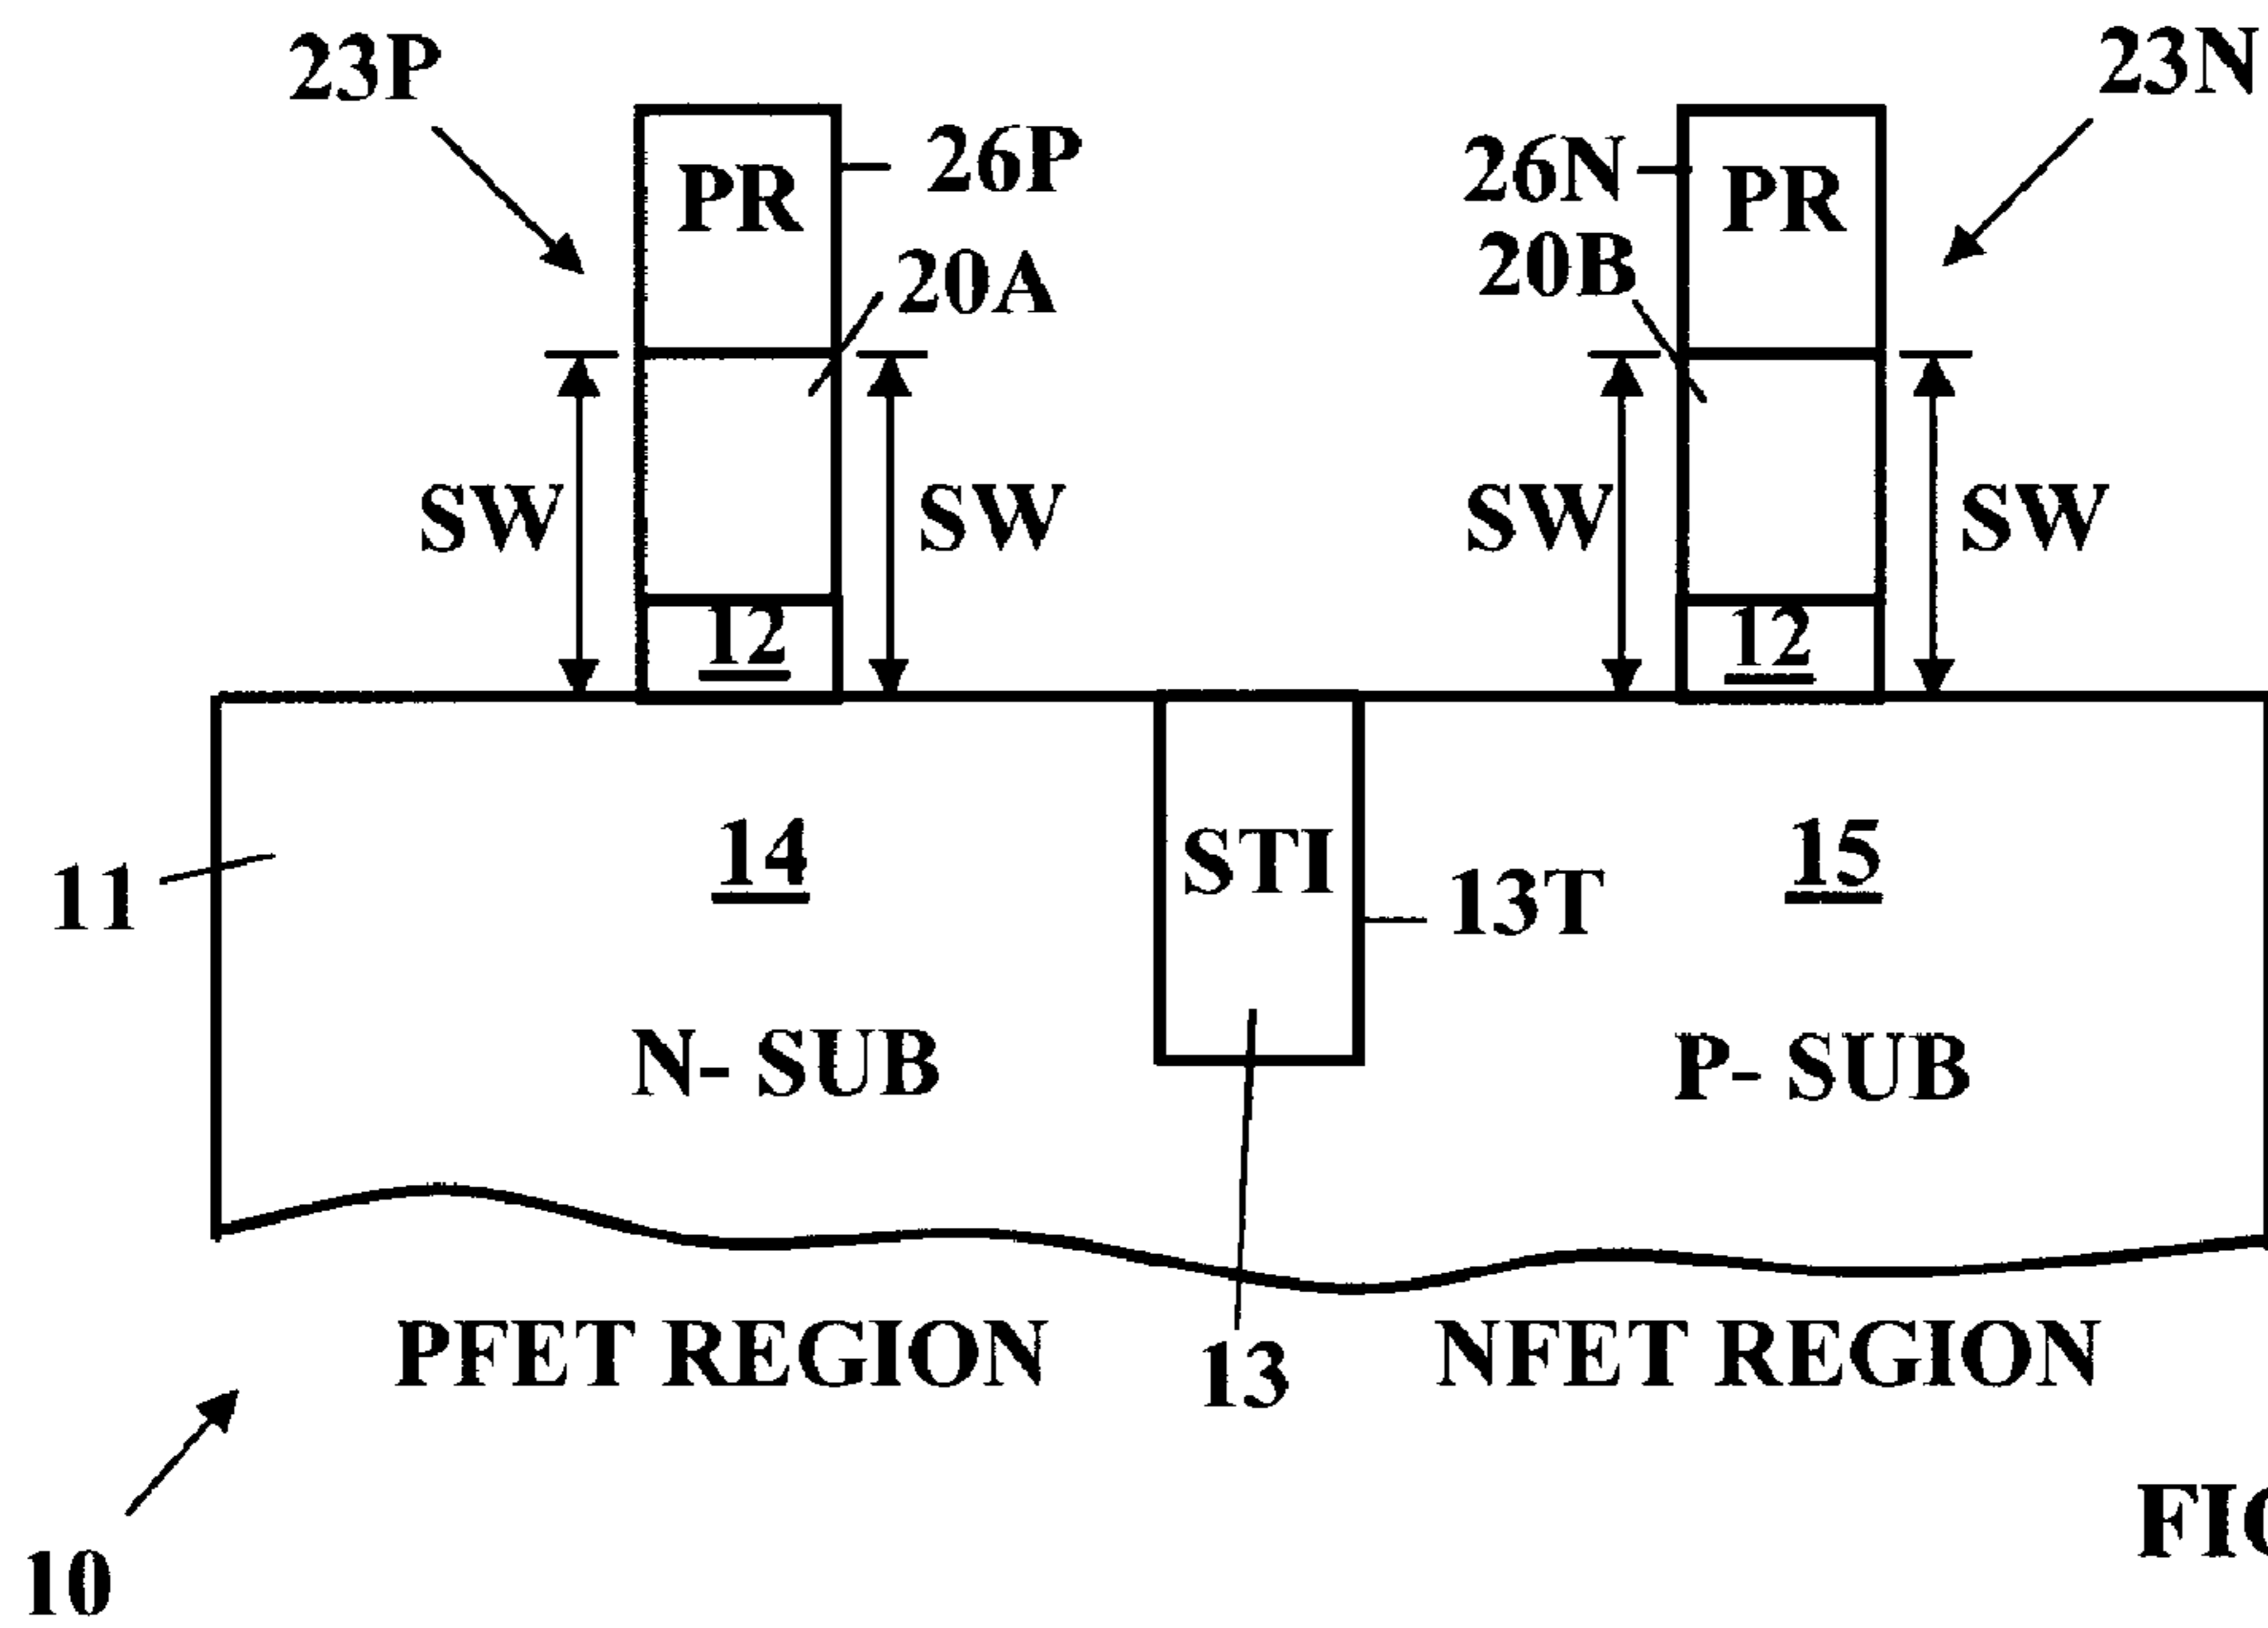 23P
23N
PR
26P
26N
PR
20A
20B
SW
SW
SW
SW
12
12
11
14
STI
13T
15
N- SUB
P- SUB
PFET REGION
13
NFET REGION
10